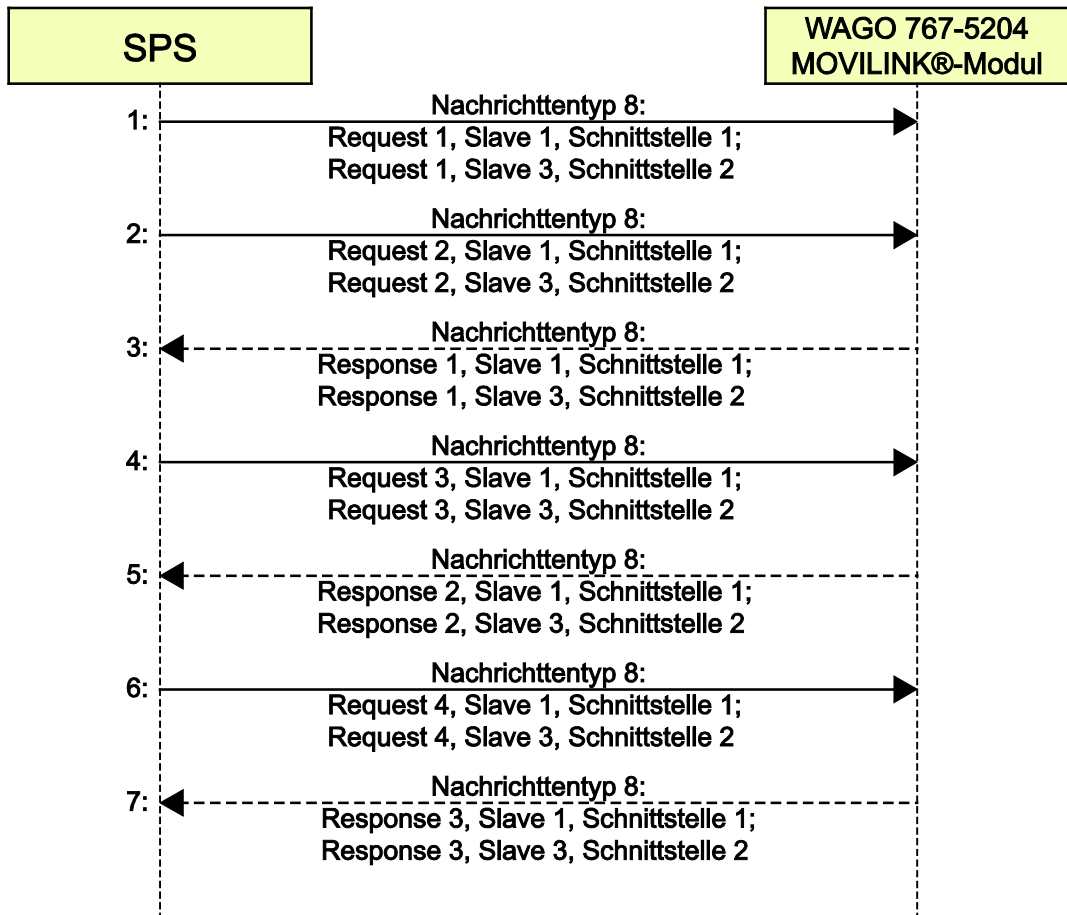 SPS
WAGO 767-5204
MOVILINK®-Modul
1:
Nachrichttentyp 8:
Request 1, Slave 1, Schnittstelle 1;
Request 1, Slave 3, Schnittstelle 2
2:
Nachrichttentyp 8:
Request 2, Slave 1, Schnittstelle 1;
Request 2, Slave 3, Schnittstelle 2
3:
Nachrichttentyp 8:
Response 1, Slave 1, Schnittstelle 1;
Response 1, Slave 3, Schnittstelle 2
4:
Nachrichttentyp 8:
Request 3, Slave 1, Schnittstelle 1;
Request 3, Slave 3, Schnittstelle 2
5:
Nachrichttentyp 8:
Response 2, Slave 1, Schnittstelle 1;
Response 2, Slave 3, Schnittstelle 2
6:
Nachrichttentyp 8:
Request 4, Slave 1, Schnittstelle 1;
Request 4, Slave 3, Schnittstelle 2
7:
Nachrichttentyp 8:
Response 3, Slave 1, Schnittstelle 1;
Response 3, Slave 3, Schnittstelle 2